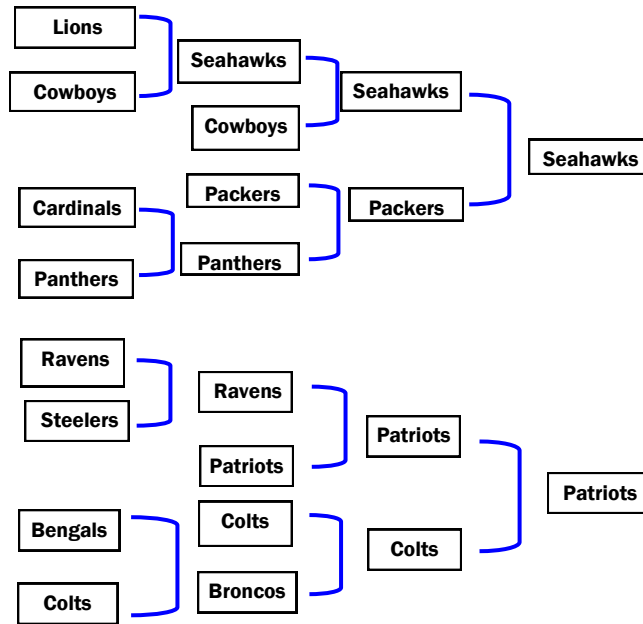 Lions
Cowboys
Seahawks
Cowboys
Seahawks
Seahawks
Cardinals
Panthers
Packers
Panthers
Packers
Ravens
Steelers
Ravens
Patriots
Patriots
Patriots
Bengals
Colts
Colts
Broncos
Colts